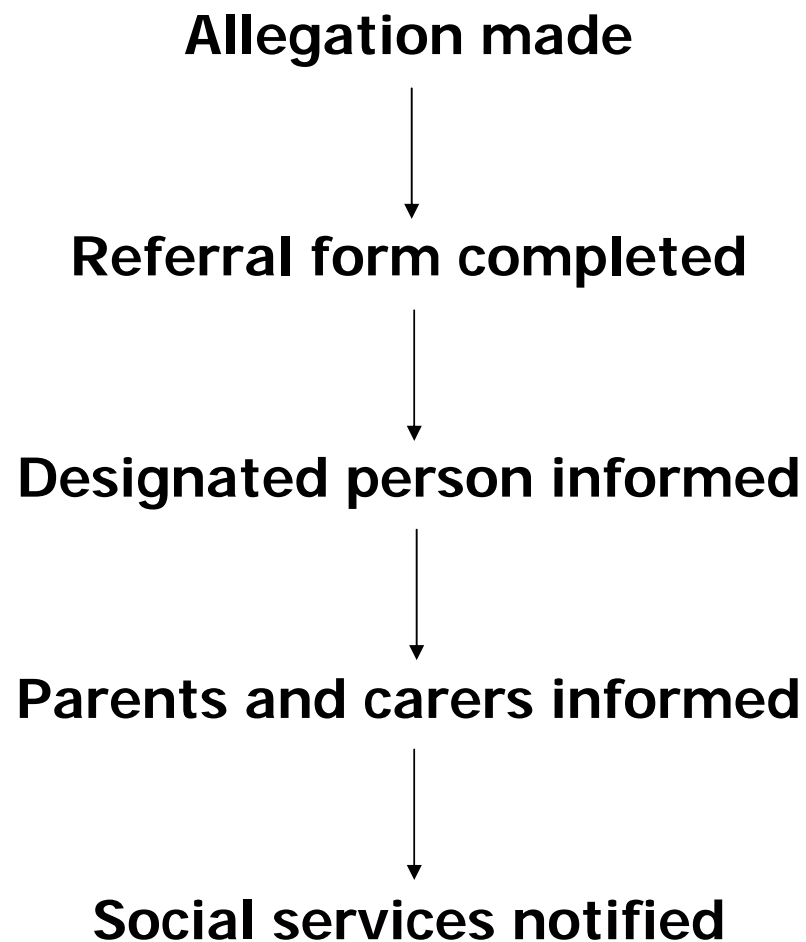 Allegation made
Referral form completed
Designated person informed
Parents and carers informed
Social services notified